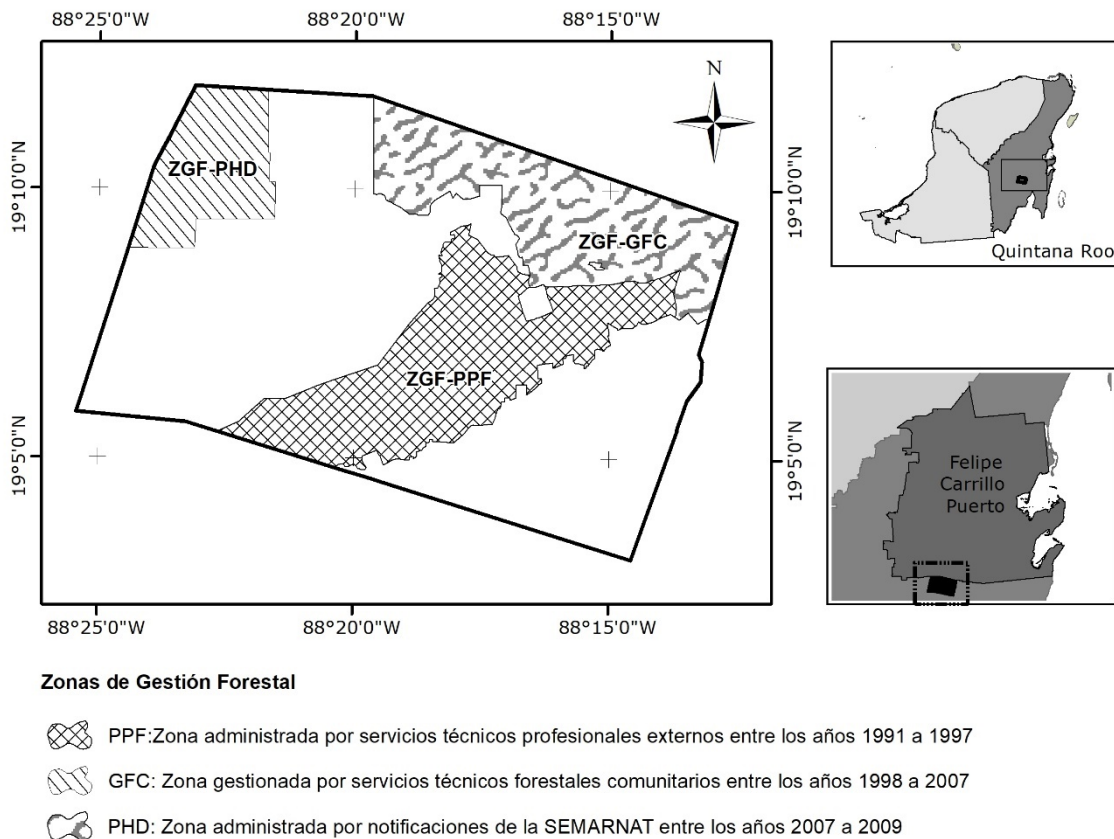 88°25'0"W 88°20'0"W 88°15'0"W
N
19°10'0"N
19°10'0"N
19°5'0"N
19°5'0"N
ZGF-PHD
ZGF-GFC
ZGF-PPF
88°25'0"W 88°20'0"W 88°15'0"W
Quintana Roo
Felipe
Carrillo
Puerto
Zonas de Gestión Forestal
PPF:Zona administrada por servicios técnicos profesionales externos entre los años 1991 a 1997
GFC: Zona gestionada por servicios técnicos forestales comunitarios entre los años 1998 a 2007
PHD: Zona administrada por notificaciones de la SEMARNAT entre los años 2007 a 2009